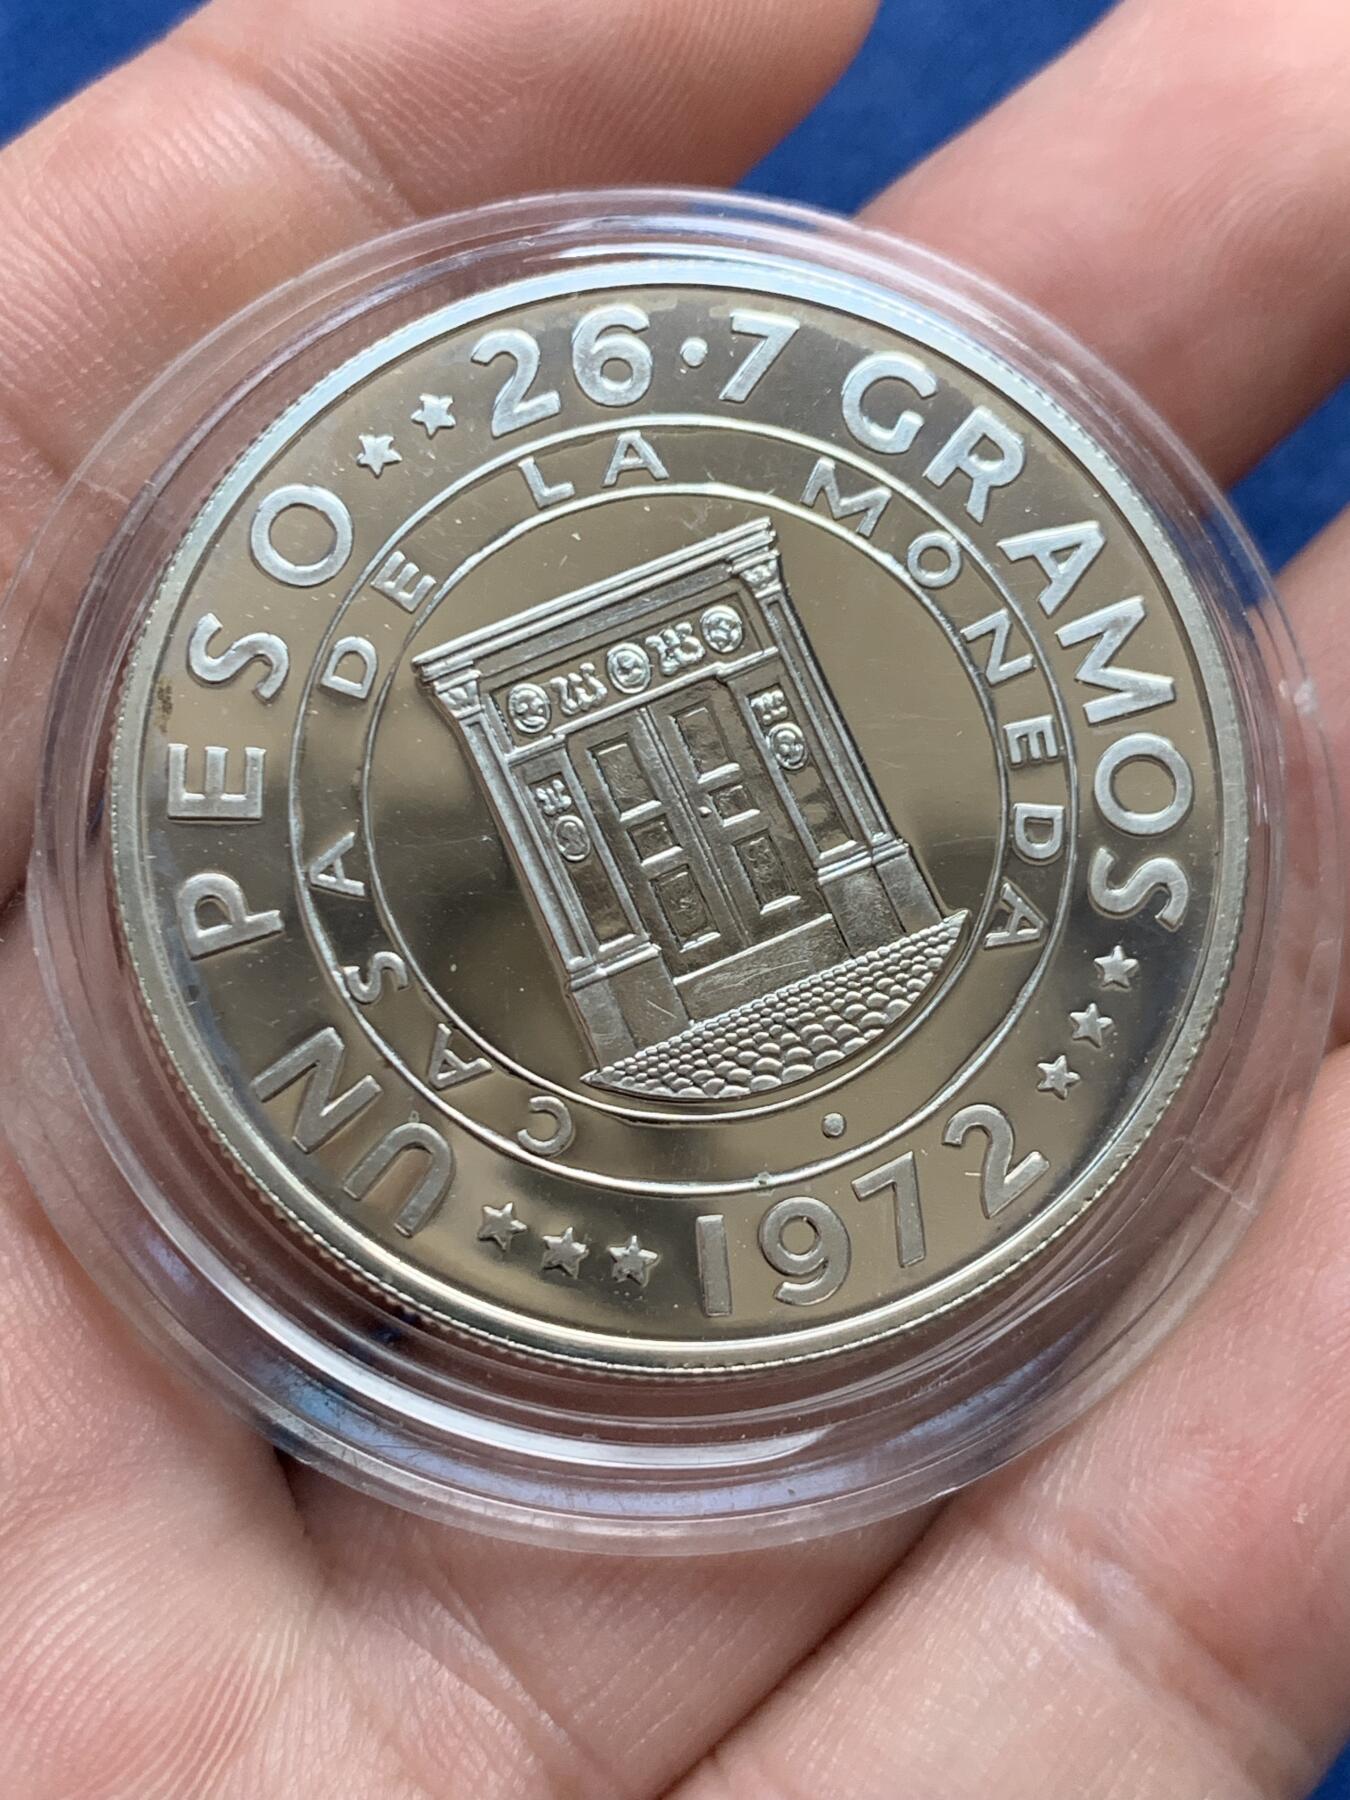 UN PESO ★★ 26·7 GRAMOS ★★★ 1972 ★★★
CASA DE LA MONEDA ·